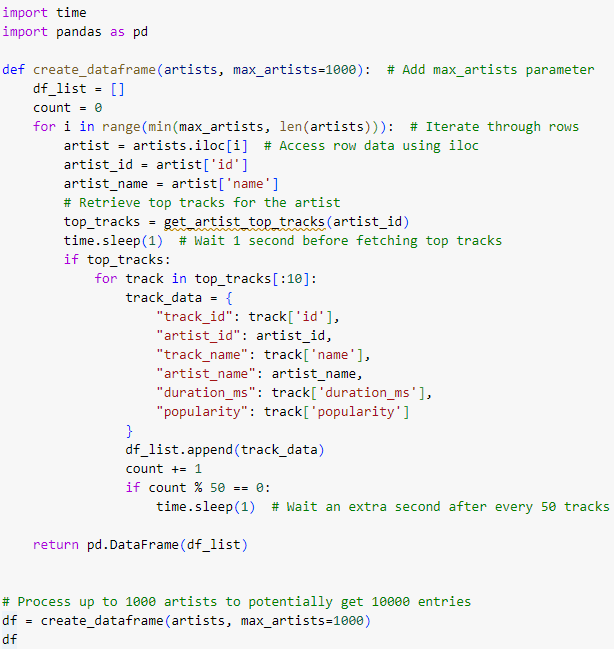 import time
import pandas as pd

def create_dataframe(artists, max_artists=1000):  # Add max_artists parameter
    df_list = []
    count = 0
    for i in range(min(max_artists, len(artists))):  # Iterate through rows
        artist = artists.iloc[i]  # Access row data using iloc
        artist_id = artist['id']
        artist_name = artist['name']
        # Retrieve top tracks for the artist
        top_tracks = get_artist_top_tracks(artist_id)
        time.sleep(1)  # Wait 1 second before fetching top tracks
        if top_tracks:
            for track in top_tracks[:10]:
                track_data = {
                    "track_id": track['id'],
                    "artist_id": artist_id,
                    "track_name": track['name'],
                    "artist_name": artist_name,
                    "duration_ms": track['duration_ms'],
                    "popularity": track['popularity']
                }
                df_list.append(track_data)
                count += 1
                if count % 50 == 0:
                    time.sleep(1)  # Wait an extra second after every 50 tracks

    return pd.DataFrame(df_list)


# Process up to 1000 artists to potentially get 10000 entries
df = create_dataframe(artists, max_artists=1000)
df